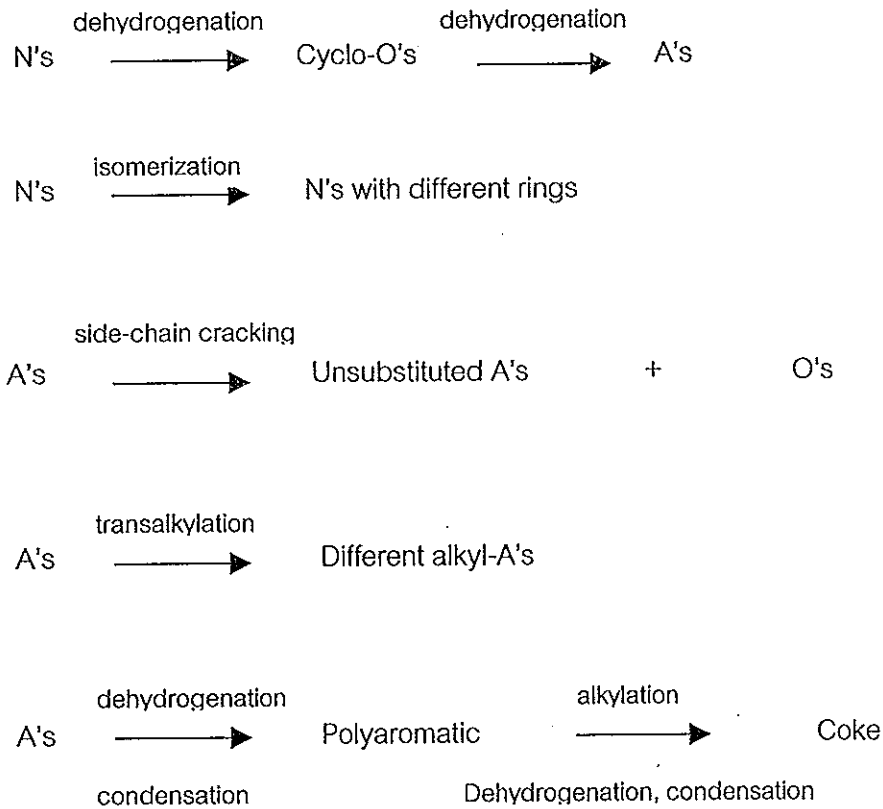 dehydrogenation dehydrogenation
N's Cyclo-O's A's
isomerization
N's N's with different rings
side-chain cracking
A's Unsubstituted A's + O's
transalkylation
A's Different alkyl-A's
dehydrogenation alkylation
A's Polyaromatic Coke
condensation Dehydrogenation, condensation